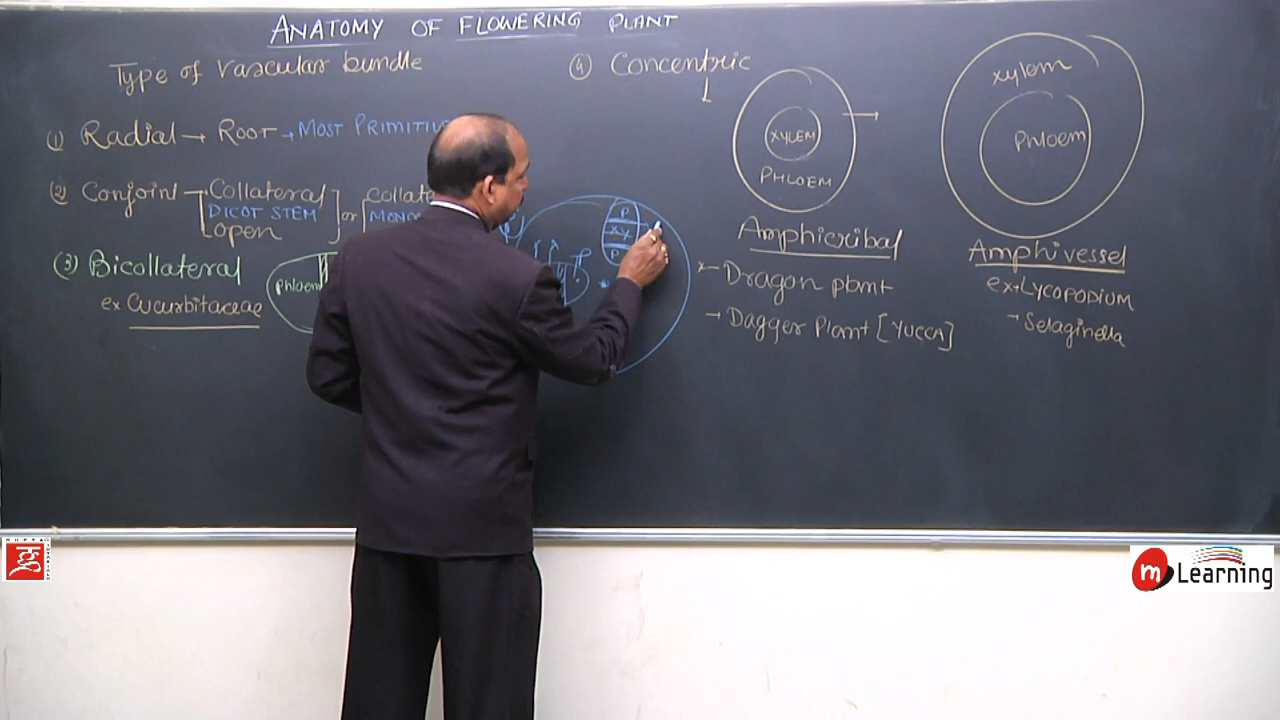 ANATOMY OF FLOWERING PLANT
Type of vascular bundle
(1) Radial → ROOT → MOST PRIMITIVE
(2) Conjoint → Collateral
DICOT STEM
open
or
(3) Bicollateral
ex Cucurbitaceae
Phloem
P
XY
P
(4) Concentric
XYLEM
PHLOEM
Amphicribal
Dragon plant
→ Dagger Plant [YUCCA]
xylem
Phloem
Amphivessel
ex → LYCOPODIUM
Selaginella
m Learning